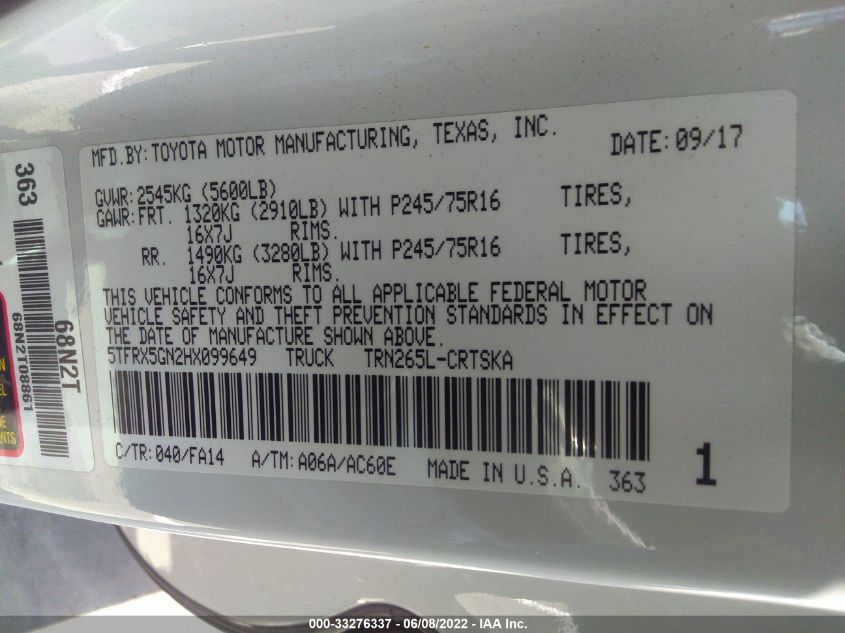 MFD.BY: TOYOTA MOTOR MANUFACTURING, TEXAS, INC. DATE: 09/17
GVWR: 2545KG (5600LB)
GAWR: FRT. 1320KG (2910LB) WITH P245/75R16 TIRES,
16X7J RIMS.
RR. 1490KG (3280LB) WITH P245/75R16 TIRES,
16X7J RIMS.
THIS VEHICLE CONFORMS TO ALL APPLICABLE FEDERAL MOTOR
VEHICLE SAFETY AND THEFT PREVENTION STANDARDS IN EFFECT ON
THE DATE OF MANUFACTURE SHOWN ABOVE.
5TFRX5GN2HX099649 TRUCK TRN265L-CRTSKA
C/TR: 040/FA14 A/TM: A06A/AC60E MADE IN U.S.A. 363 1
363
68N2T08861
68N2T
000-33276337 - 06/08/2022 - IAA Inc.